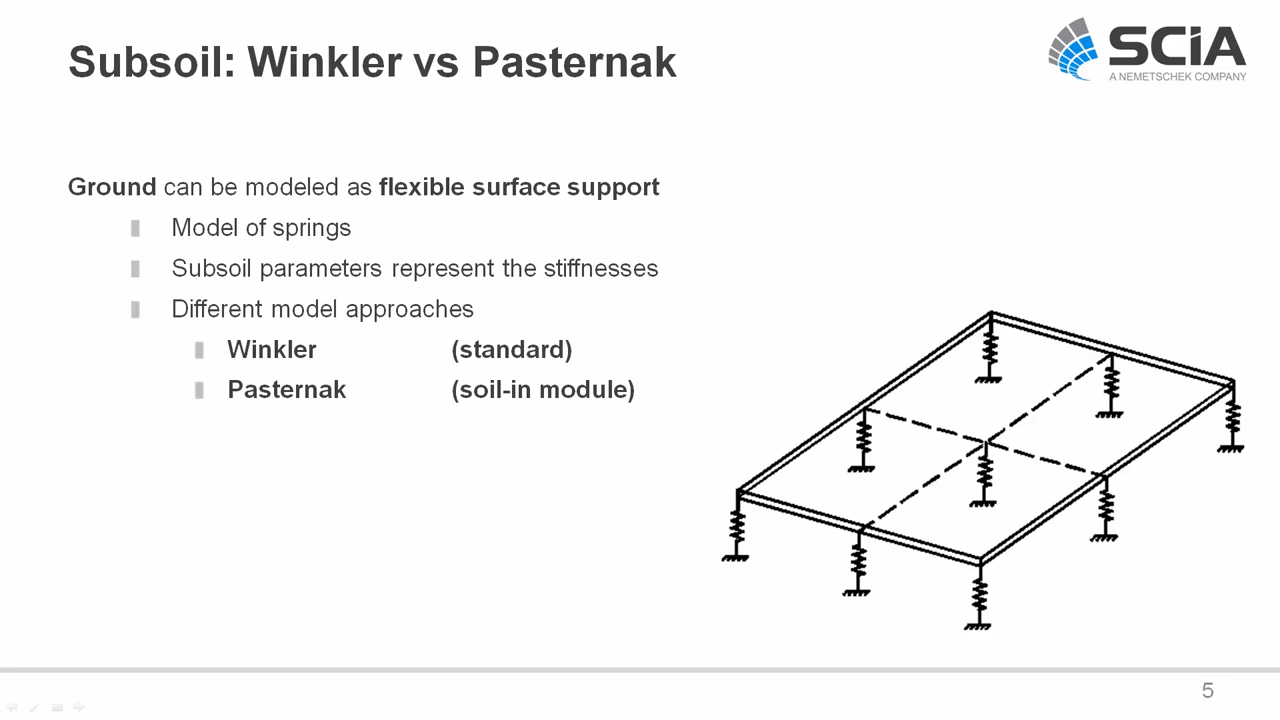 Subsoil: Winkler vs Pasternak
SCIA
A NEMETSCHEK COMPANY
Ground can be modeled as flexible surface support
Model of springs
Subsoil parameters represent the stiffnesses
Different model approaches
Winkler (standard)
Pasternak (soil-in module)
5